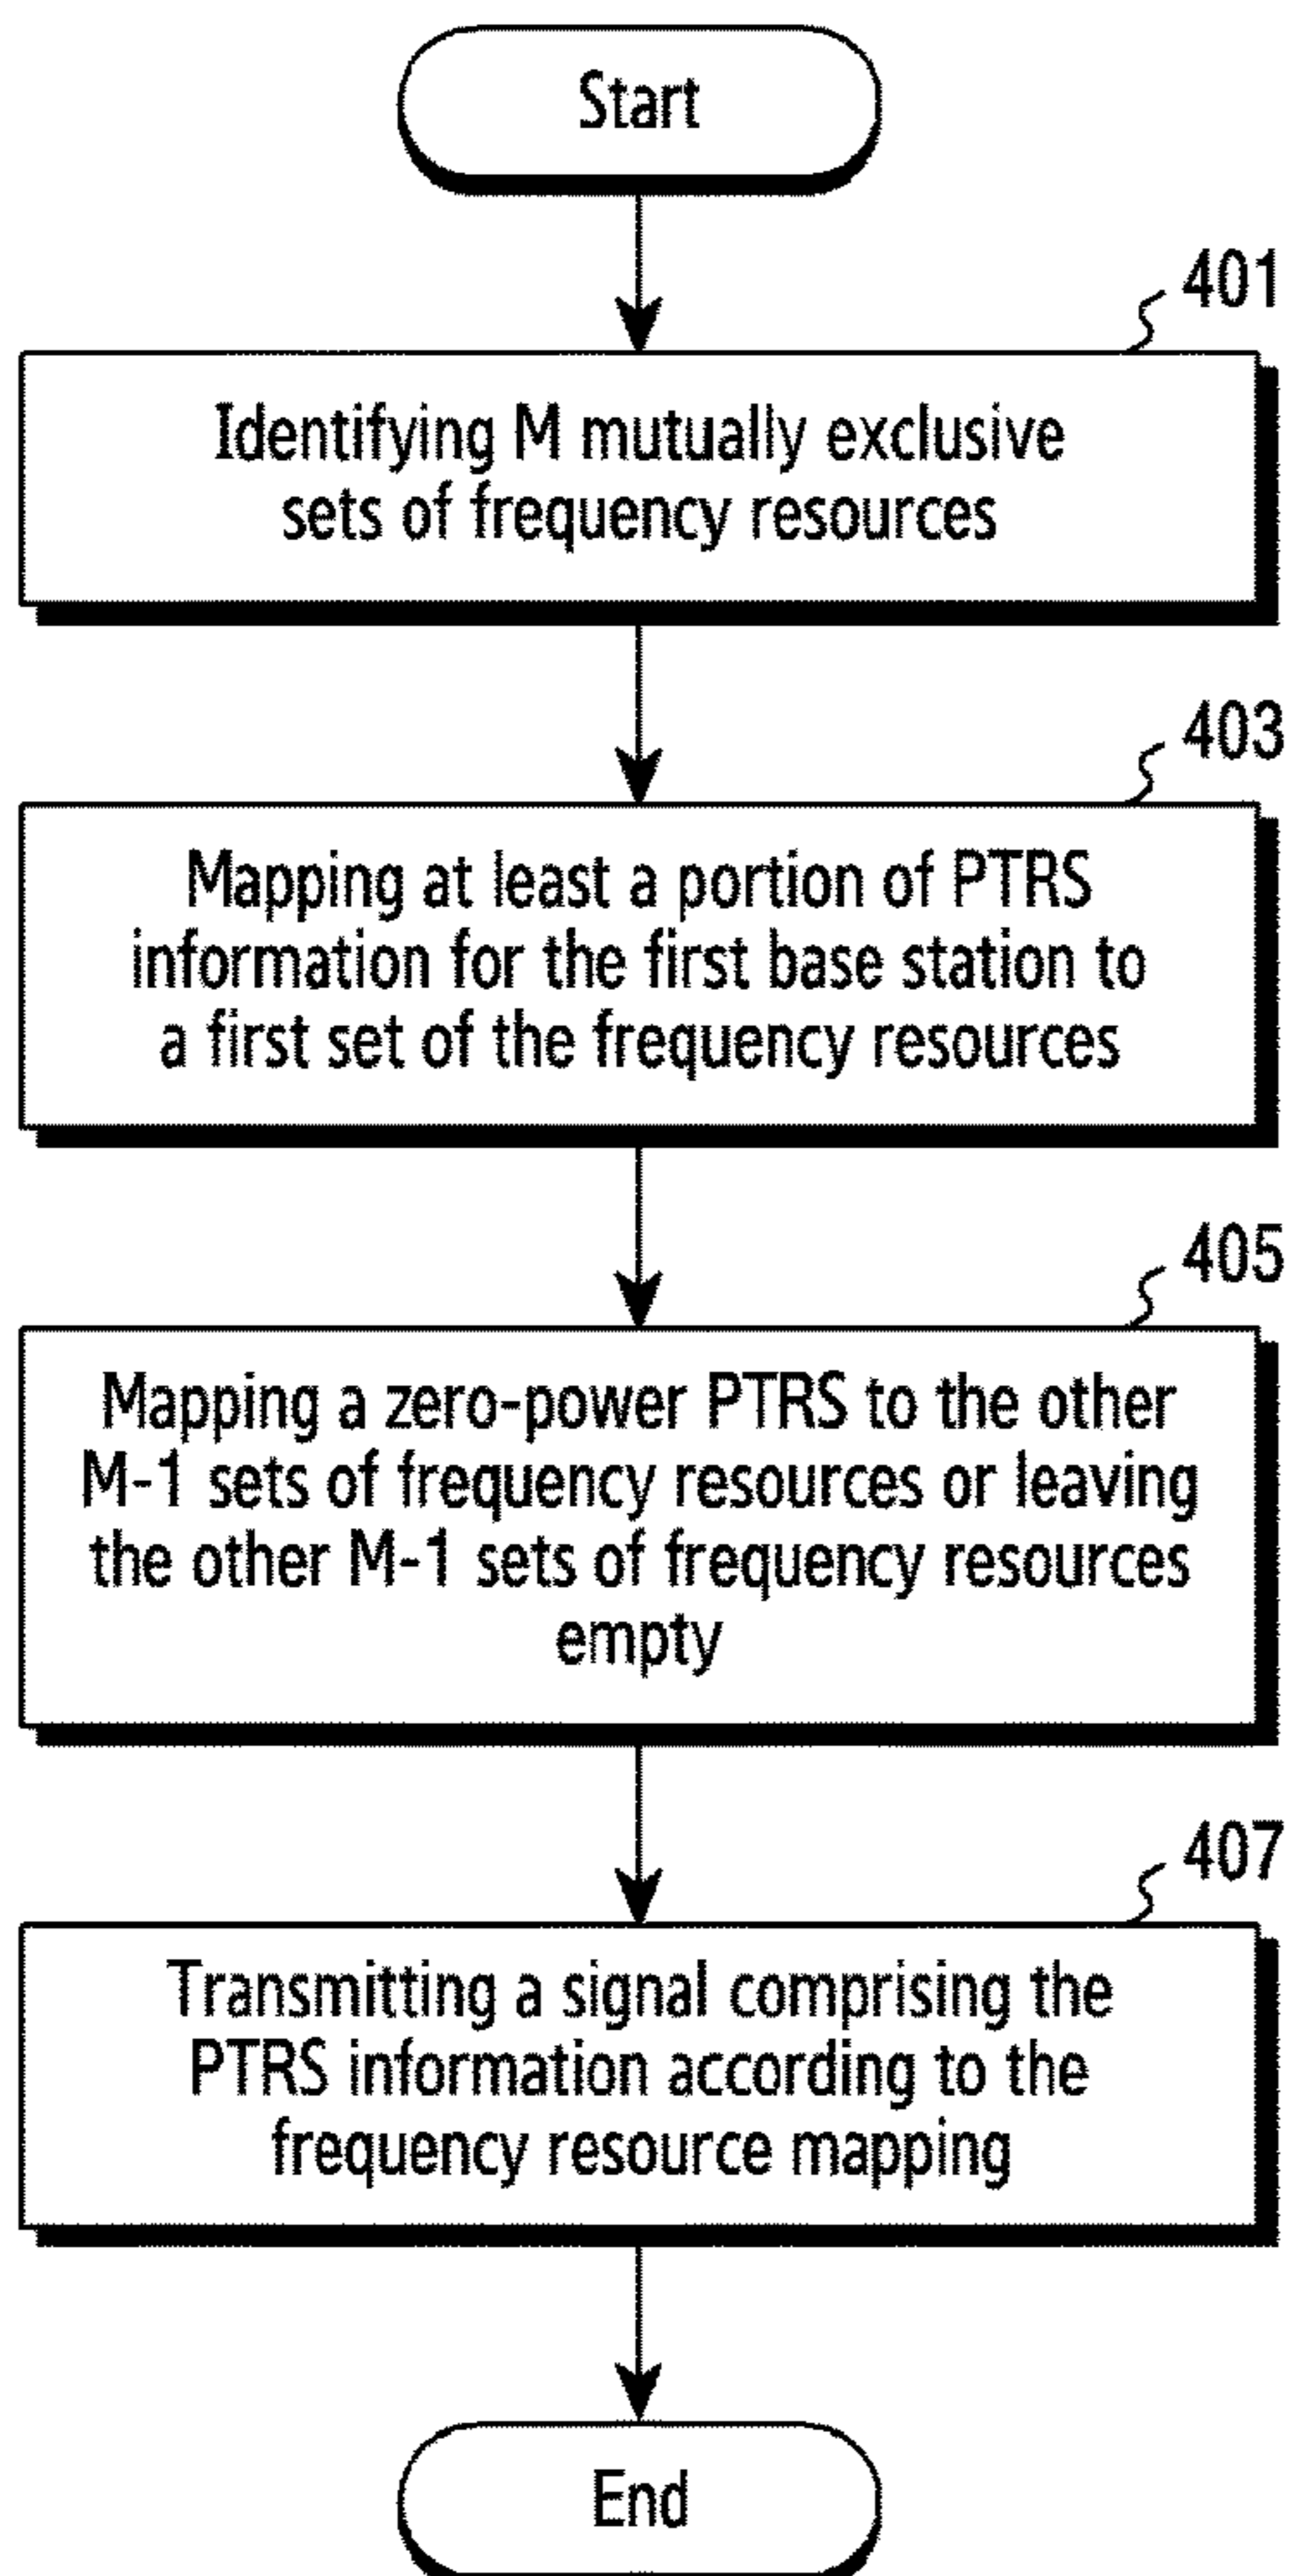 Start
401
Identifying M mutually exclusive
sets of frequency resources
403
Mapping at least a portion of PTRS
information for the first base station to
a first set of the frequency resources
405
Mapping a zero-power PTRS to the other
M-1 sets of frequency resources or leaving
the other M-1 sets of frequency resources
empty
407
Transmitting a signal comprising the
PTRS information according to the
frequency resource mapping
End